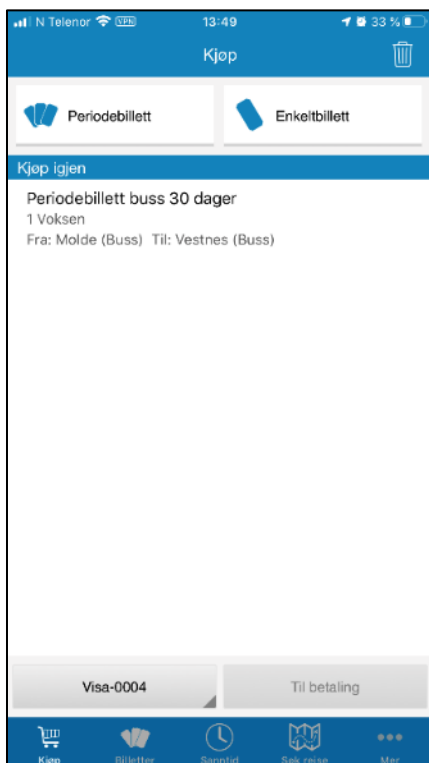 N Telenor VPN 13:49 33 %
Kjøp
Periodebillett Enkeltbillett
Kjøp igjen
Periodebillett buss 30 dager
1 Voksen
Fra: Molde (Buss) Til: Vestnes (Buss)
Visa-0004 Til betaling
Kjøp Billetter Sanntid Søk reise Mer